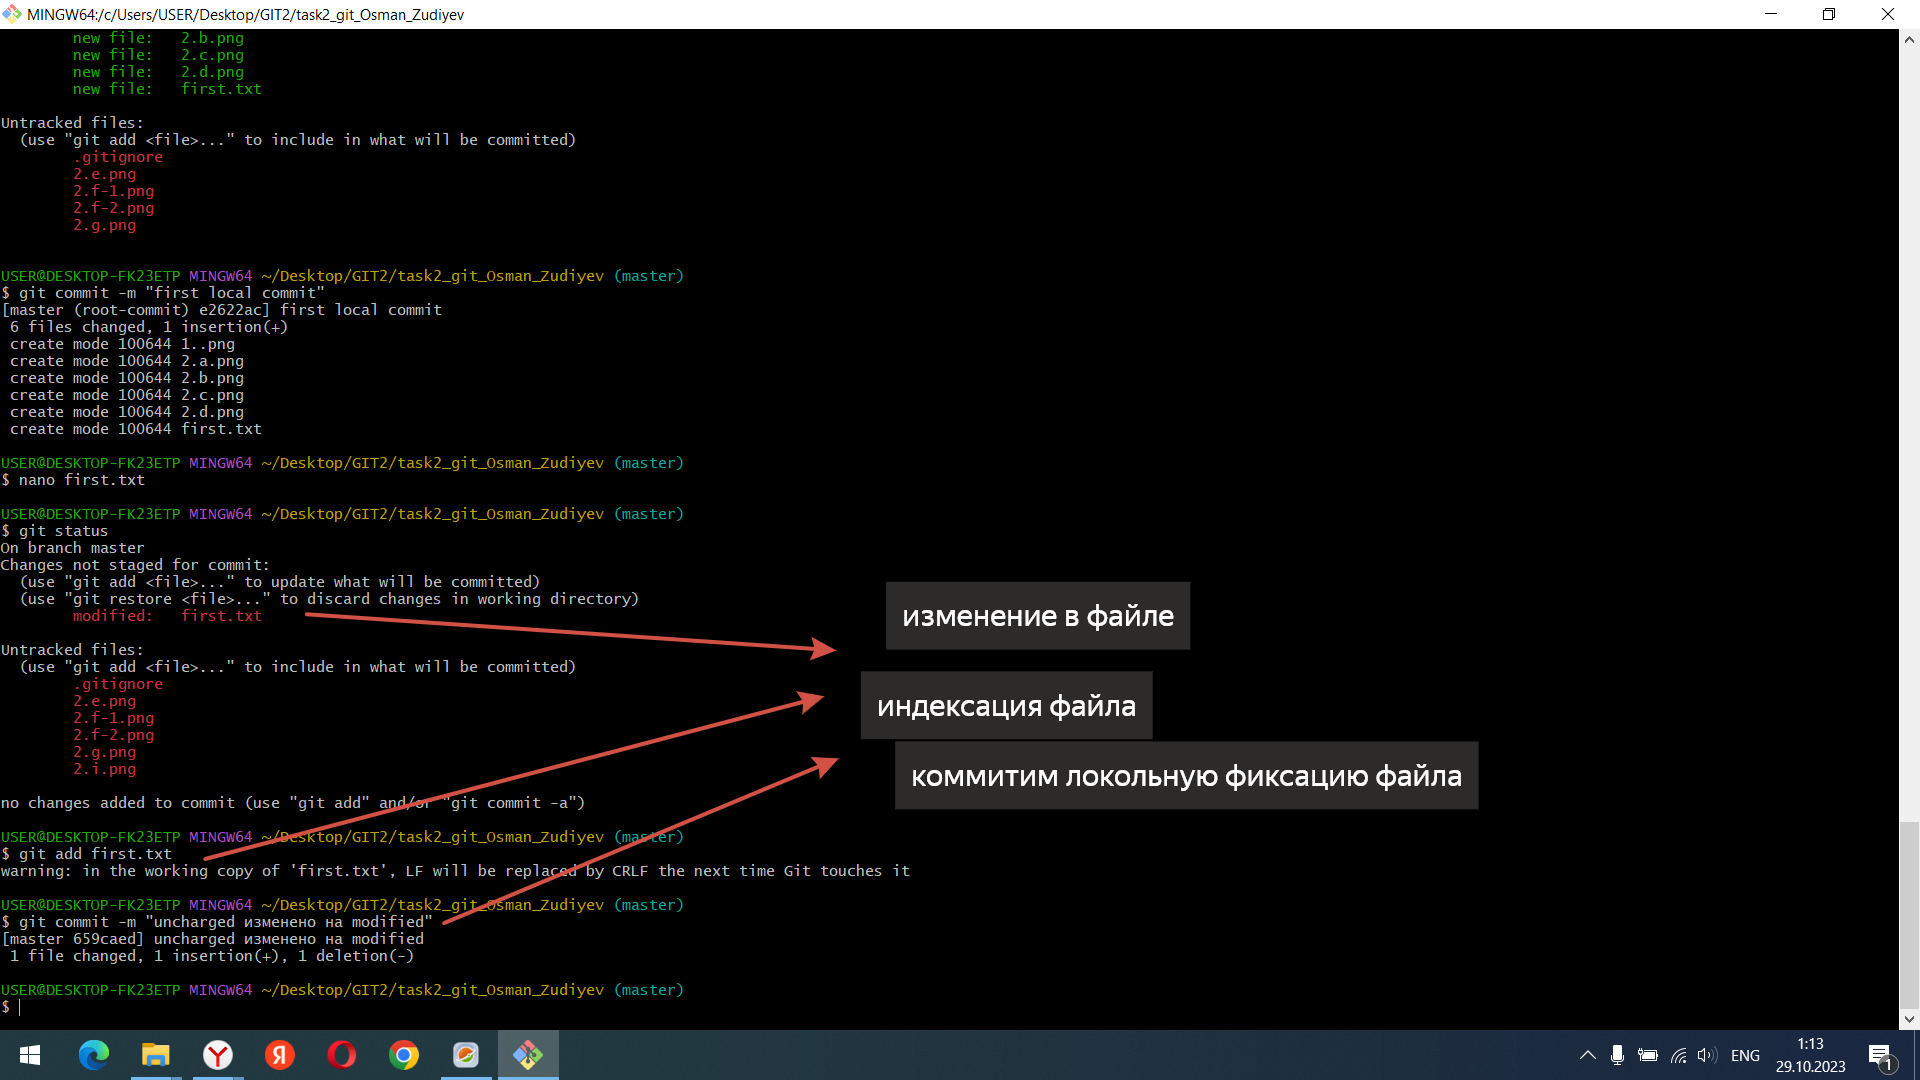 MINGW64:/c/Users/USER/Desktop/GIT2/task2_git_Osman_Zudiyev
new file:   2.b.png
new file:   2.c.png
new file:   2.d.png
new file:   first.txt
Untracked files:
(use "git add <file>..." to include in what will be committed)
.gitignore
2.e.png
2.f-1.png
2.f-2.png
2.g.png
USER@DESKTOP-FK23ETP MINGW64 ~/Desktop/GIT2/task2_git_Osman_Zudiyev (master)
$ git commit -m "first local commit"
[master (root-commit) e2622ac] first local commit
6 files changed, 1 insertion(+)
create mode 100644 1..png
create mode 100644 2.a.png
create mode 100644 2.b.png
create mode 100644 2.c.png
create mode 100644 2.d.png
create mode 100644 first.txt
USER@DESKTOP-FK23ETP MINGW64 ~/Desktop/GIT2/task2_git_Osman_Zudiyev (master)
$ nano first.txt
USER@DESKTOP-FK23ETP MINGW64 ~/Desktop/GIT2/task2_git_Osman_Zudiyev (master)
$ git status
On branch master
Changes not staged for commit:
(use "git add <file>..." to update what will be committed)
(use "git restore <file>..." to discard changes in working directory)
modified:   first.txt
изменение в файле
Untracked files:
(use "git add <file>..." to include in what will be committed)
.gitignore
2.e.png
2.f-1.png
2.f-2.png
2.g.png
2.i.png
индексация файла
коммитим локольную фиксацию файла
no changes added to commit (use "git add" and/or "git commit -a")
USER@DESKTOP-FK23ETP MINGW64 ~/Desktop/GIT2/task2_git_Osman_Zudiyev (master)
$ git add first.txt
warning: in the working copy of 'first.txt', LF will be replaced by CRLF the next time Git touches it
USER@DESKTOP-FK23ETP MINGW64 ~/Desktop/GIT2/task2_git_Osman_Zudiyev (master)
$ git commit -m "uncharged изменено на modified"
[master 659caed] uncharged изменено на modified
1 file changed, 1 insertion(+), 1 deletion(-)
USER@DESKTOP-FK23ETP MINGW64 ~/Desktop/GIT2/task2_git_Osman_Zudiyev (master)
$
ENG
1:13
29.10.2023
1